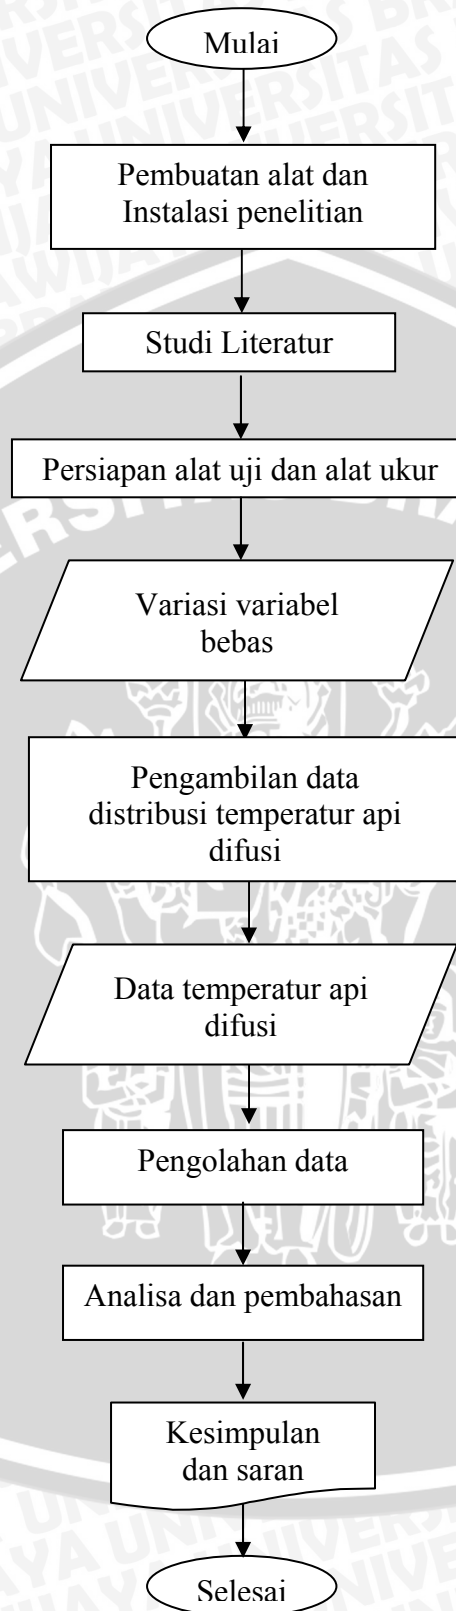 Mulai
Pembuatan alat dan
Instalasi penelitian
Studi Literatur
Persiapan alat uji dan alat ukur
Variasi variabel
bebas
Pengambilan data
distribusi temperatur api
difusi
Data temperatur api
difusi
Pengolahan data
Analisa dan pembahasan
Kesimpulan
dan saran
Selesai